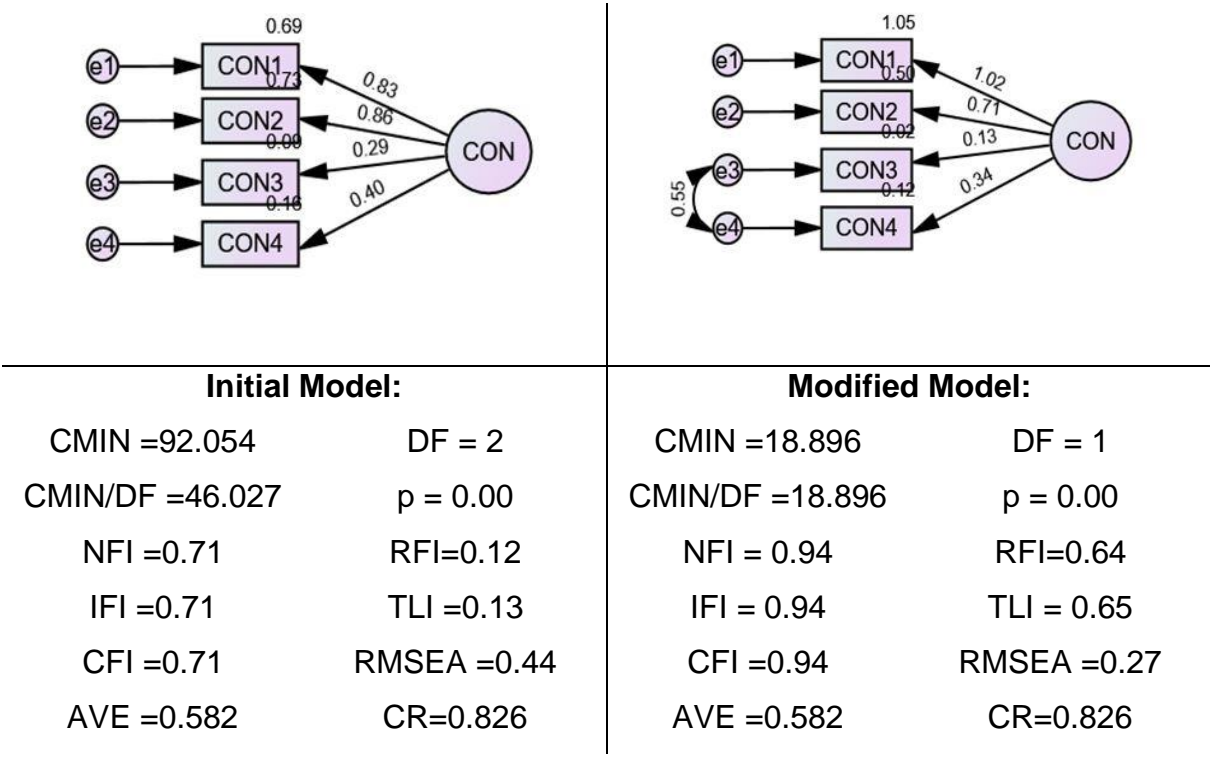 0.69
e1 CON1 0.83
0.73
e2 CON2 0.86
0.09
CON
e3 CON3 0.29
0.16
e4 CON4 0.40
1.05
e1 CON1 1.02
0.50
e2 CON2 0.71
0.02
CON
e3 CON3 0.13
0.12
0.55
e4 CON4 0.34
Initial Model:
CMIN =92.054 DF = 2
CMIN/DF =46.027 p = 0.00
NFI =0.71 RFI=0.12
IFI =0.71 TLI =0.13
CFI =0.71 RMSEA =0.44
AVE =0.582 CR=0.826
Modified Model:
CMIN =18.896 DF = 1
CMIN/DF =18.896 p = 0.00
NFI = 0.94 RFI=0.64
IFI = 0.94 TLI = 0.65
CFI =0.94 RMSEA =0.27
AVE =0.582 CR=0.826